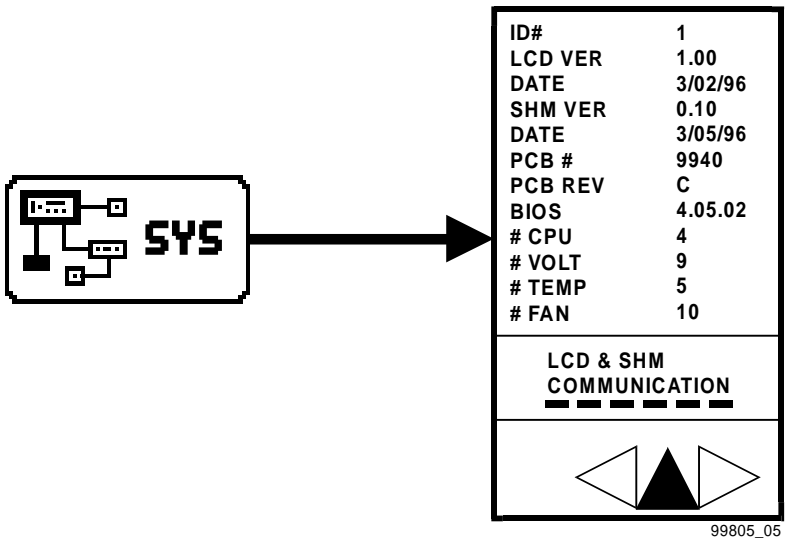 SYS
ID# 1
LCD VER 1.00
DATE 3/02/96
SHM VER 0.10
DATE 3/05/96
PCB # 9940
PCB REV C
BIOS 4.05.02
# CPU 4
# VOLT 9
# TEMP 5
# FAN 10
LCD & SHM
COMMUNICATION
99805_05